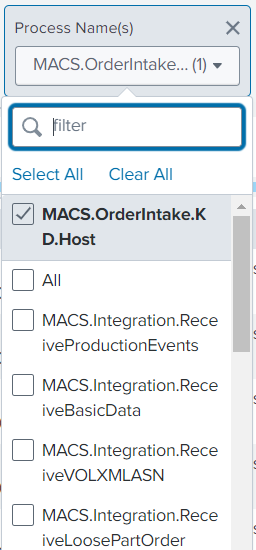 Process Name(s)
MACS.OrderIntake... (1)
filter
Select All Clear All
MACS.OrderIntake.K
D.Host
All
MACS.Integration.Rece
iveProductionEvents
MACS.Integration.Rece
iveBasicData
MACS.Integration.Rece
iveVOLXMLASN
MACS.Integration.Rece
iveLoosePartOrder